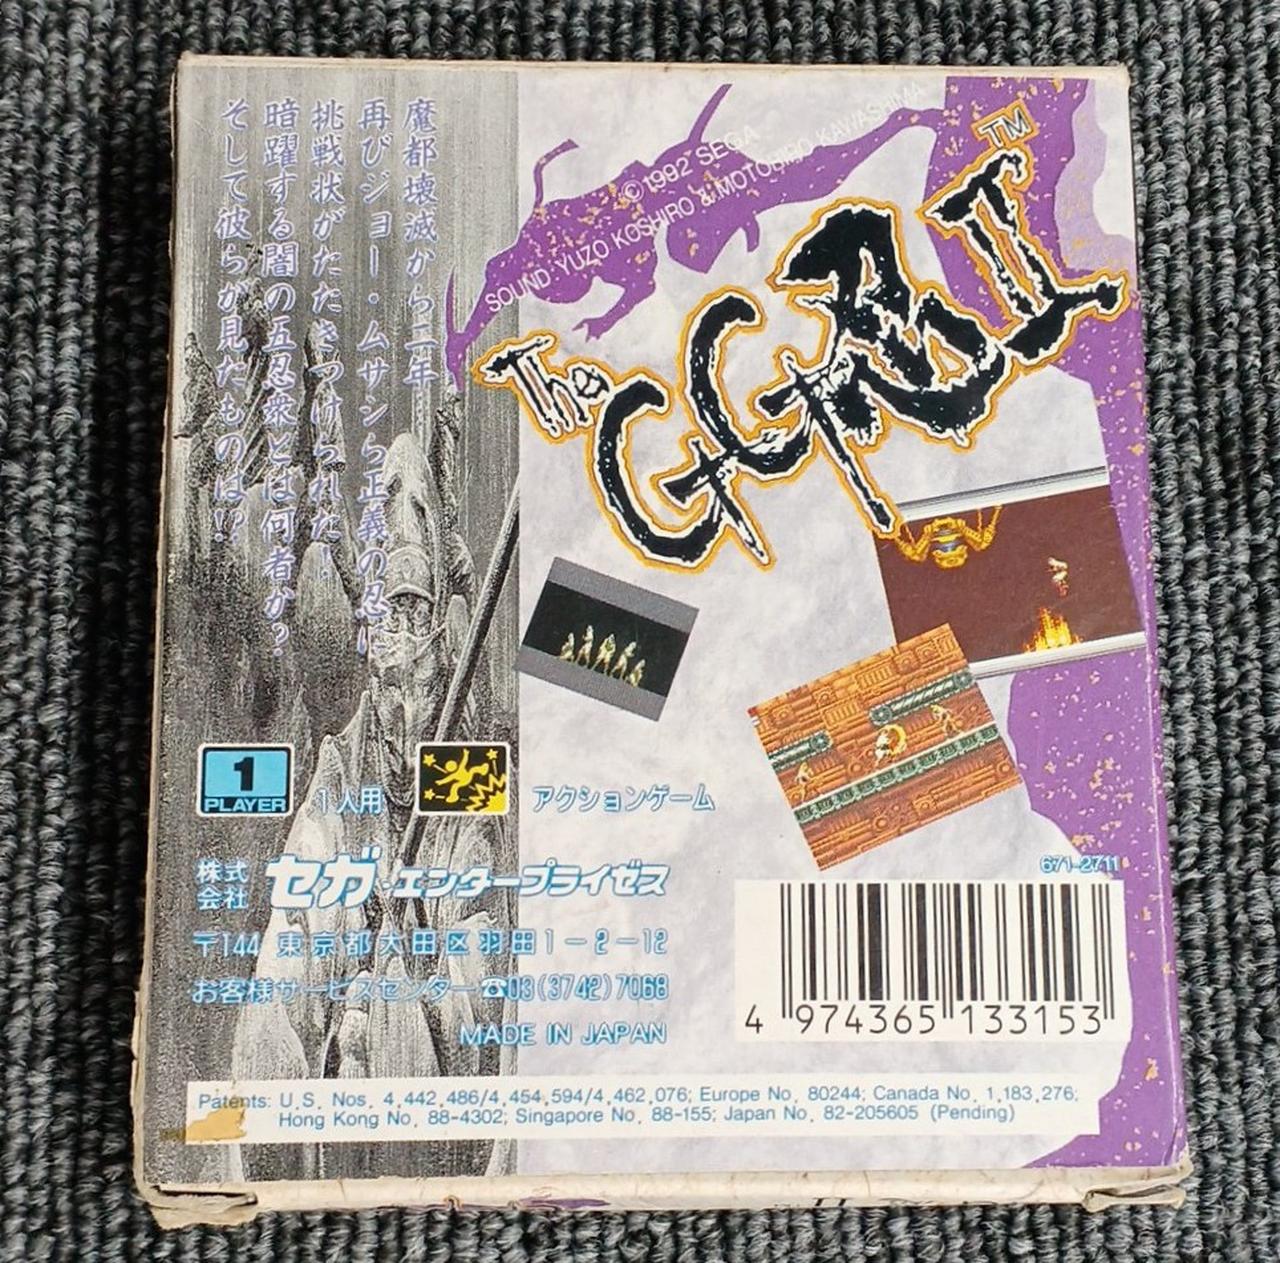 魔都壊滅から二年
再びジョー・ムサシら正義の忍に
挑戦状がたたきつけられた!
暗躍する闇の五忍衆とは何者か?
そして彼らが見たものは!?
©1992 SEGA
SOUND YUZO KOSHIRO & MOTOHIRO KAWASHIMA
The GG忍II TM
1 PLAYER
1人用
アクションゲーム
株式会社 セガ・エンタープライゼス
〒144 東京都大田区羽田1-2-12
お客様サービスセンター ☎03(3742)7068
MADE IN JAPAN
671-2711
4 974365 133153
Patents: U.S. Nos. 4,442,486/4,454,594/4,462,076; Europe No. 80244; Canada No. 1,183,276;
Hong Kong No. 88-4302; Singapore No. 88-155; Japan No. 82-205605 (Pending)